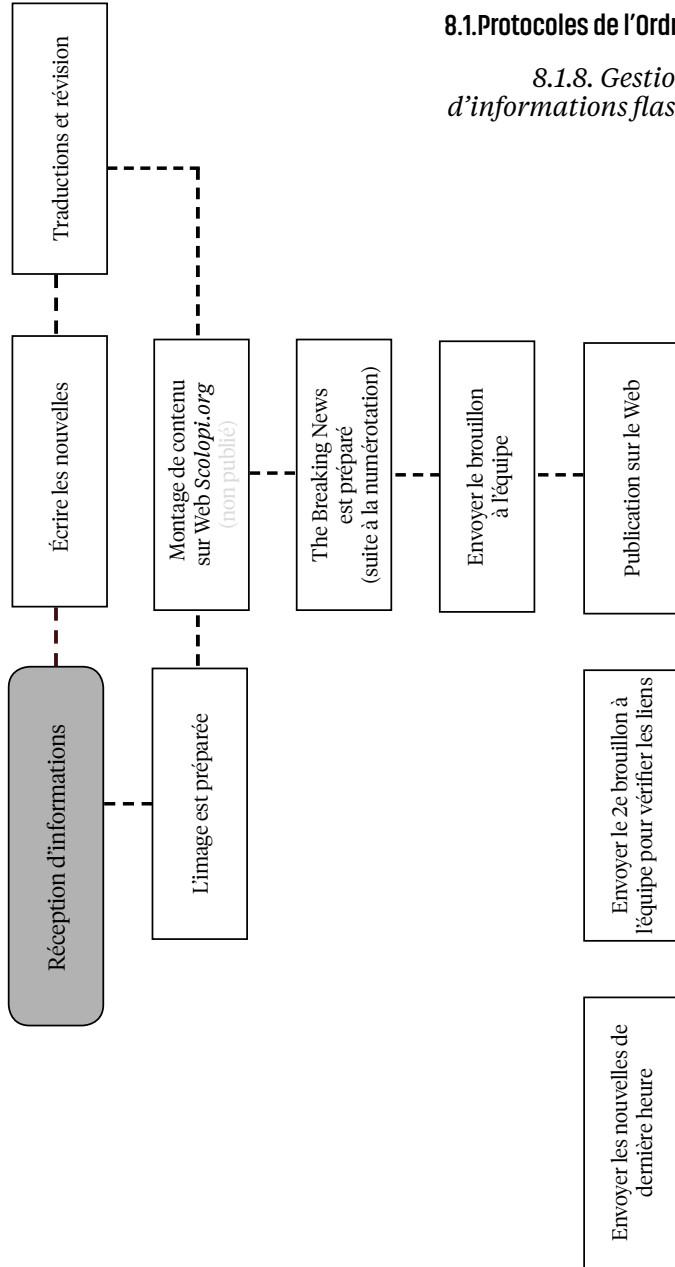 8.1.Protocoles de l'Ordr
8.1.8. Gestio
d'informations flas
Réception d'informations
Écrire les nouvelles
Traductions et révision
L'image est préparée
Montage de contenu
sur Web Scolopi.org
(non publié)
The Breaking News
est préparé
(suite à la numérotation)
Envoyer le brouillon
à l'équipe
Publication sur le Web
Envoyer le 2e brouillon à
l'équipe pour vérifier les liens
Envoyer les nouvelles de
dernière heure